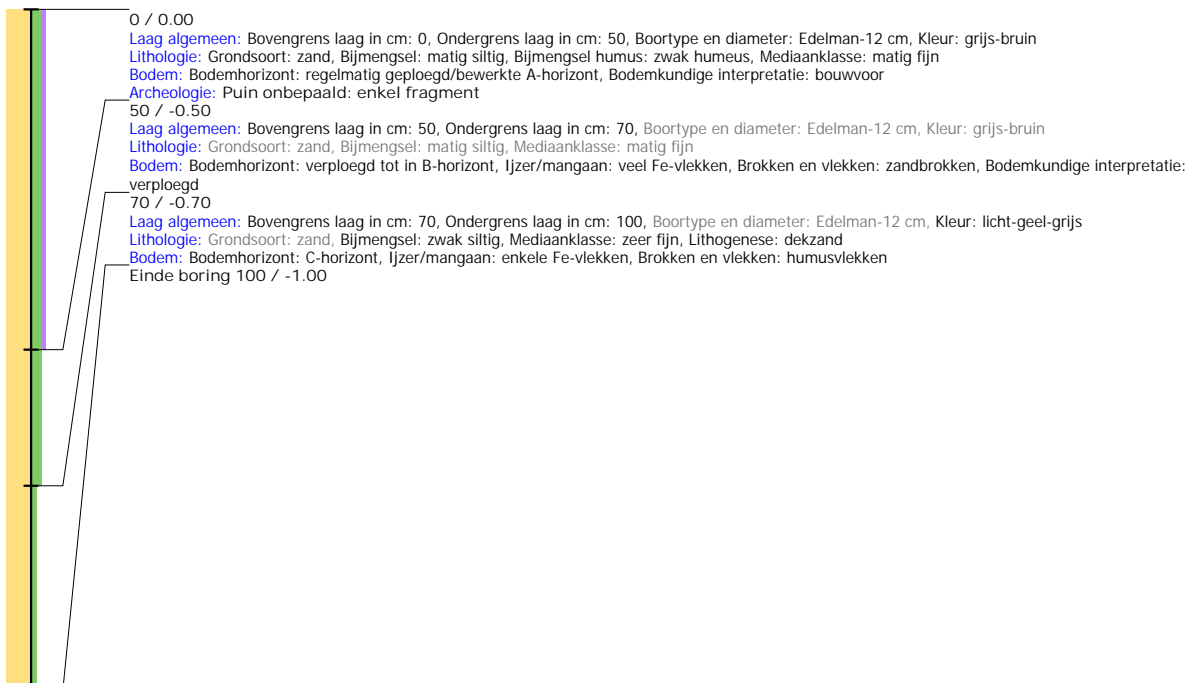 0 / 0.00
Laag algemeen: Bovengrens laag in cm: 0, Ondergrens laag in cm: 50, Boortype en diameter: Edelman-12 cm, Kleur: grijs-bruin
Lithologie: Grondsoort: zand, Bijmengsel: matig siltig, Bijmengsel humus: zwak humeus, Mediaanklasse: matig fijn
Bodem: Bodemhorizont: regelmatig geploegd/bewerkte A-horizont, Bodemkundige interpretatie: bouwvoor
Archeologie: Puin onbepaald: enkel fragment
50 / -0.50
Laag algemeen: Bovengrens laag in cm: 50, Ondergrens laag in cm: 70, Boortype en diameter: Edelman-12 cm, Kleur: grijs-bruin
Lithologie: Grondsoort: zand, Bijmengsel: matig siltig, Mediaanklasse: matig fijn
Bodem: Bodemhorizont: verploegd tot in B-horizont, Ijzer/mangaan: veel Fe-vlekken, Brokken en vlekken: zandbrokken, Bodemkundige interpretatie:
verploegd
70 / -0.70
Laag algemeen: Bovengrens laag in cm: 70, Ondergrens laag in cm: 100, Boortype en diameter: Edelman-12 cm, Kleur: licht-geel-grijs
Lithologie: Grondsoort: zand, Bijmengsel: zwak siltig, Mediaanklasse: zeer fijn, Lithogenese: dekzand
Bodem: Bodemhorizont: C-horizont, Ijzer/mangaan: enkele Fe-vlekken, Brokken en vlekken: humusvlekken
Einde boring 100 / -1.00